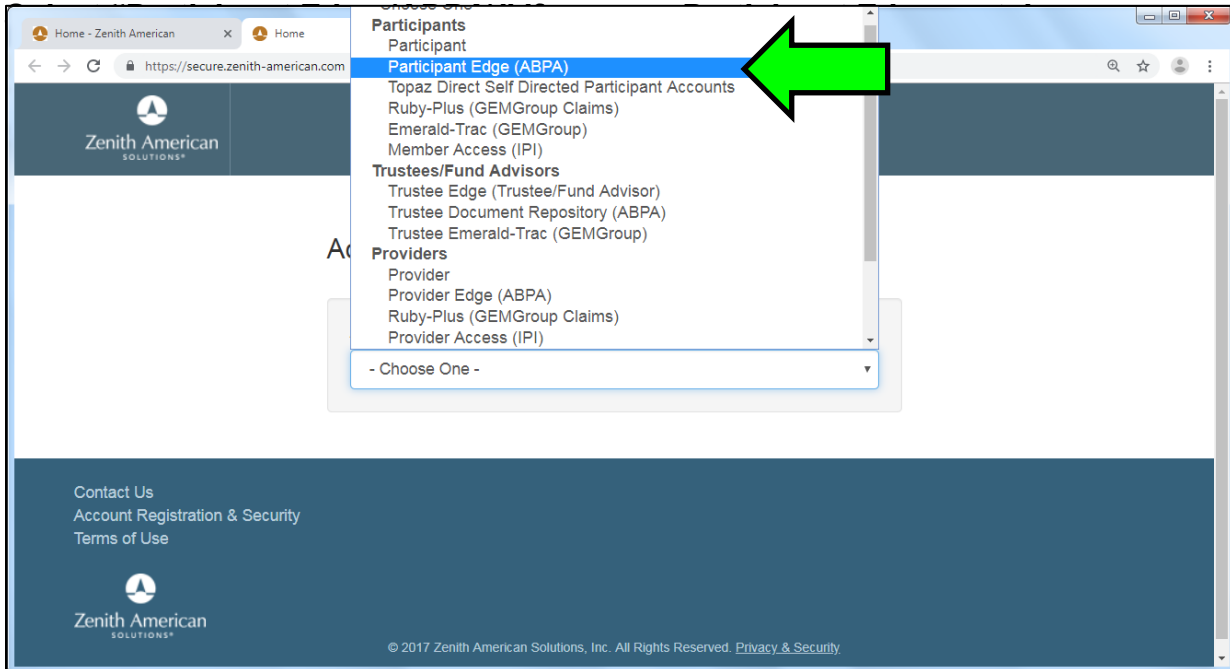 Home - Zenith American
Home
https://secure.zenith-american.com
Zenith American
SOLUTIONS®
Participants
Participant
Participant Edge (ABPA)
Topaz Direct Self Directed Participant Accounts
Ruby-Plus (GEMGroup Claims)
Emerald-Trac (GEMGroup)
Member Access (IPI)
Trustees/Fund Advisors
Trustee Edge (Trustee/Fund Advisor)
Trustee Document Repository (ABPA)
Trustee Emerald-Trac (GEMGroup)
Providers
Provider
Provider Edge (ABPA)
Ruby-Plus (GEMGroup Claims)
Provider Access (IPI)
- Choose One -
Contact Us
Account Registration & Security
Terms of Use
Zenith American
SOLUTIONS®
© 2017 Zenith American Solutions, Inc. All Rights Reserved. Privacy & Security